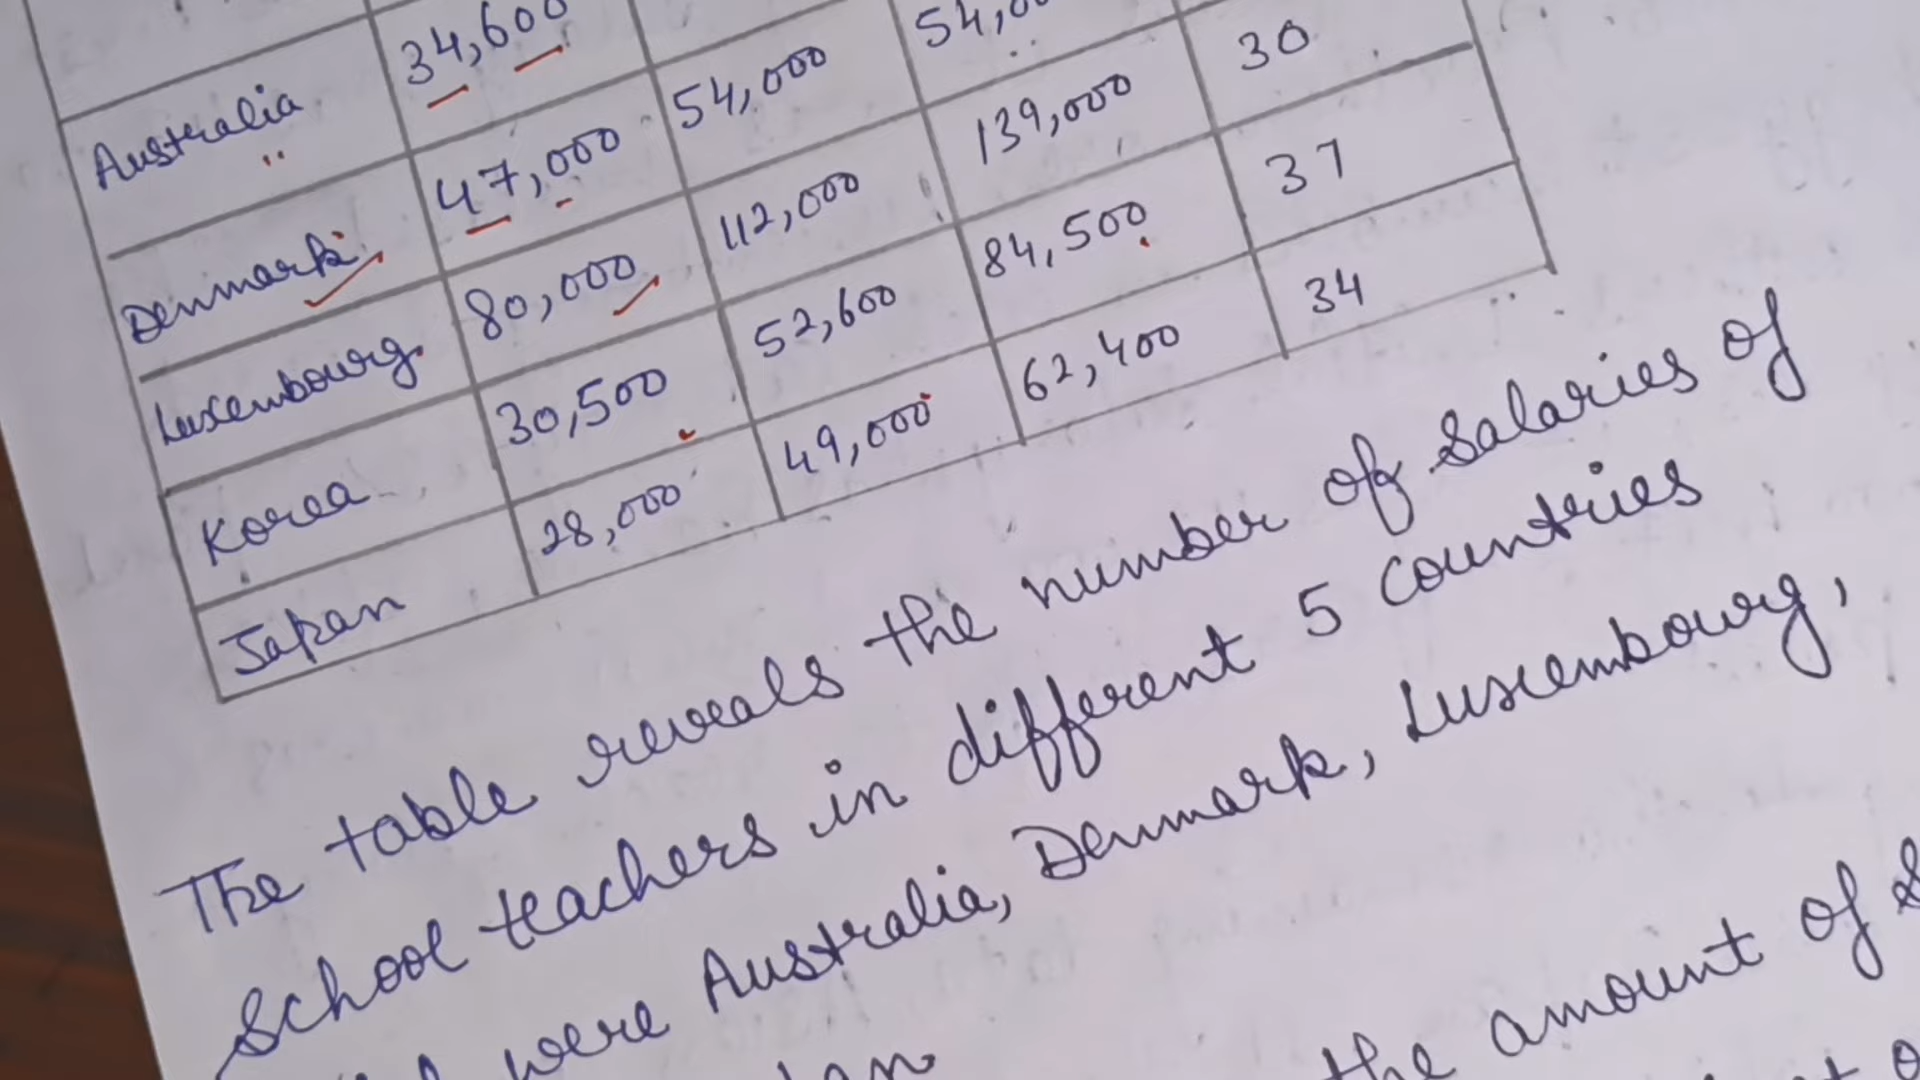 Australia 34,600
Denmark 47,000 54,000
Luxembourg 80,000 112,000 139,000 30
Korea 30,500 52,600 84,500 37
Japan 28,000 49,000 62,400 34
The table reveals the number of salaries of
school teachers in different 5 countries
were Australia, Denmark, Luxembourg,
the amount of